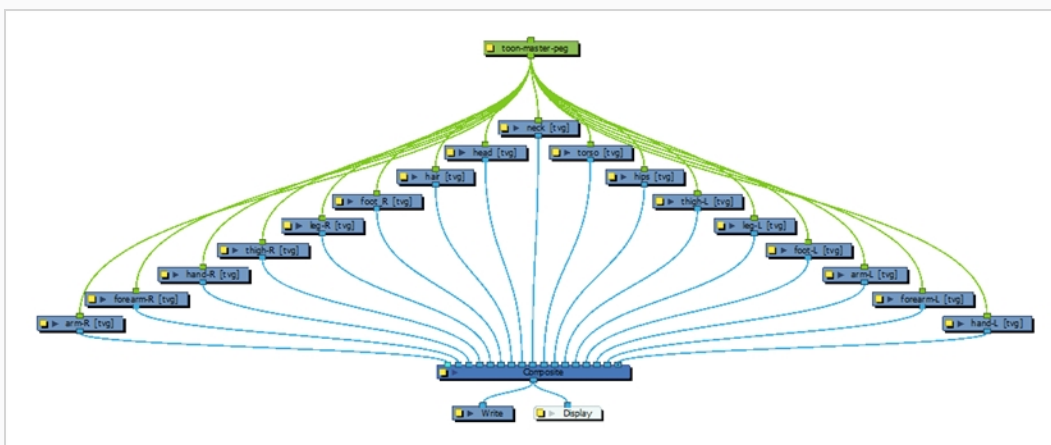 toon-master-peg
neck [tvg]
head [tvg]
torso [tvg]
hair [tvg]
hips [tvg]
foot_R [tvg]
thigh-L [tvg]
leg-R [tvg]
leg-L [tvg]
thigh-R [tvg]
foot-L [tvg]
hand-R [tvg]
arm-L [tvg]
forearm-R [tvg]
forearm-L [tvg]
arm-R [tvg]
hand-L [tvg]
Composite
Write
Display